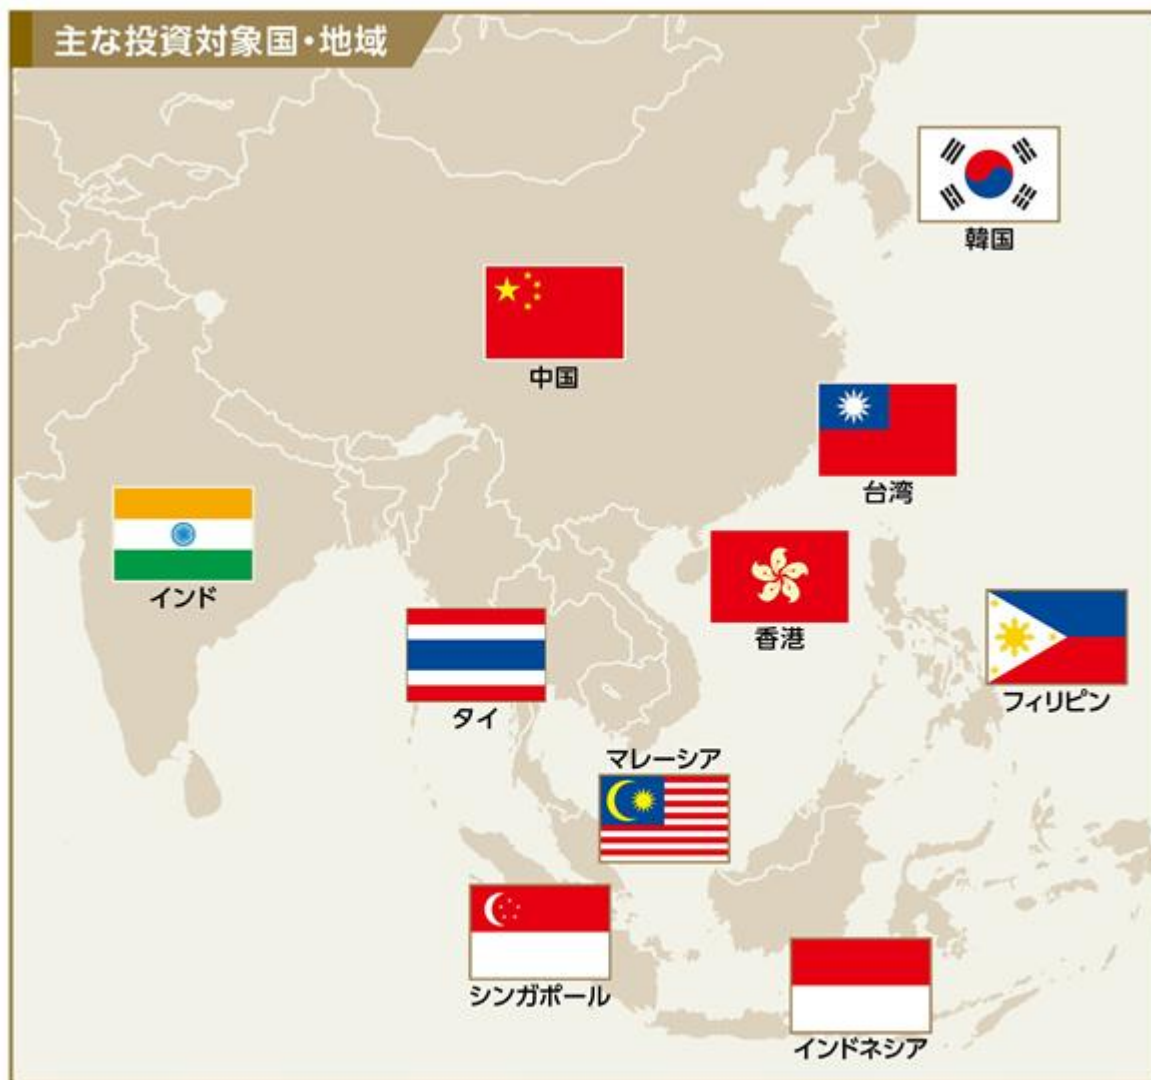 主な投資対象国・地域
韓国
中国
台湾
インド
香港
フィリピン
タイ
マレーシア
シンガポール
インドネシア